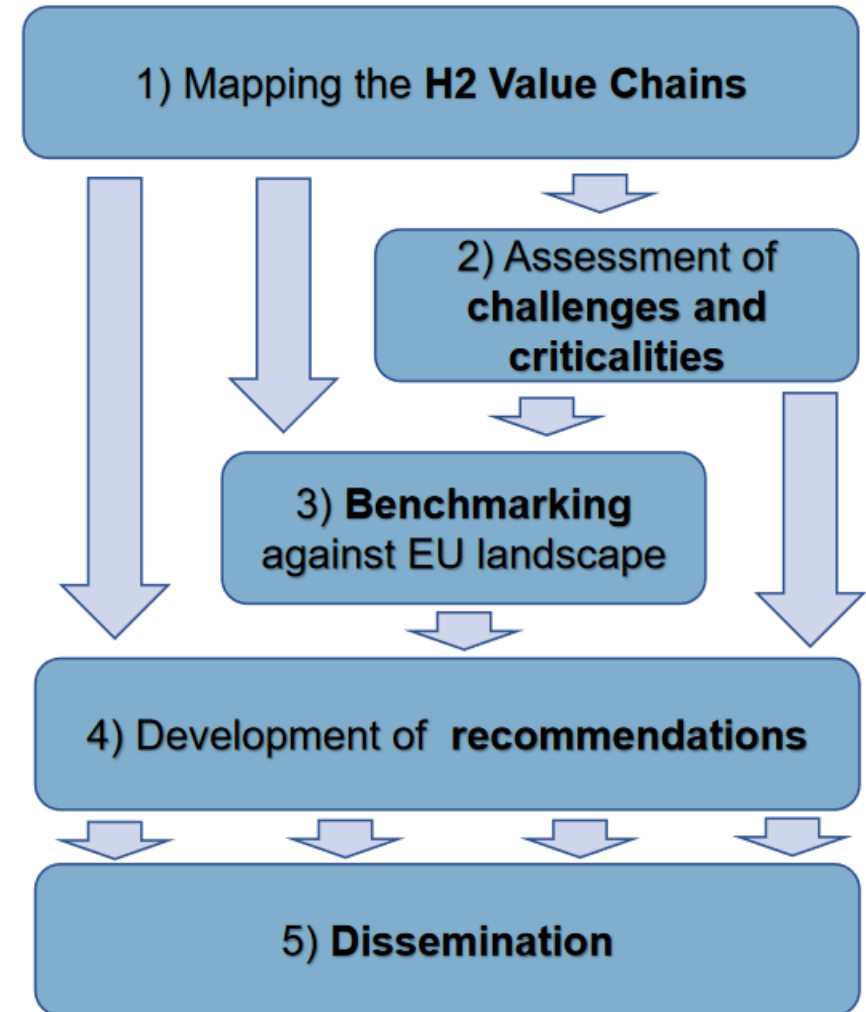 1) Mapping the H2 Value Chains
2) Assessment of
challenges and
criticalities
3) Benchmarking
against EU landscape
4) Development of recommendations
5) Dissemination